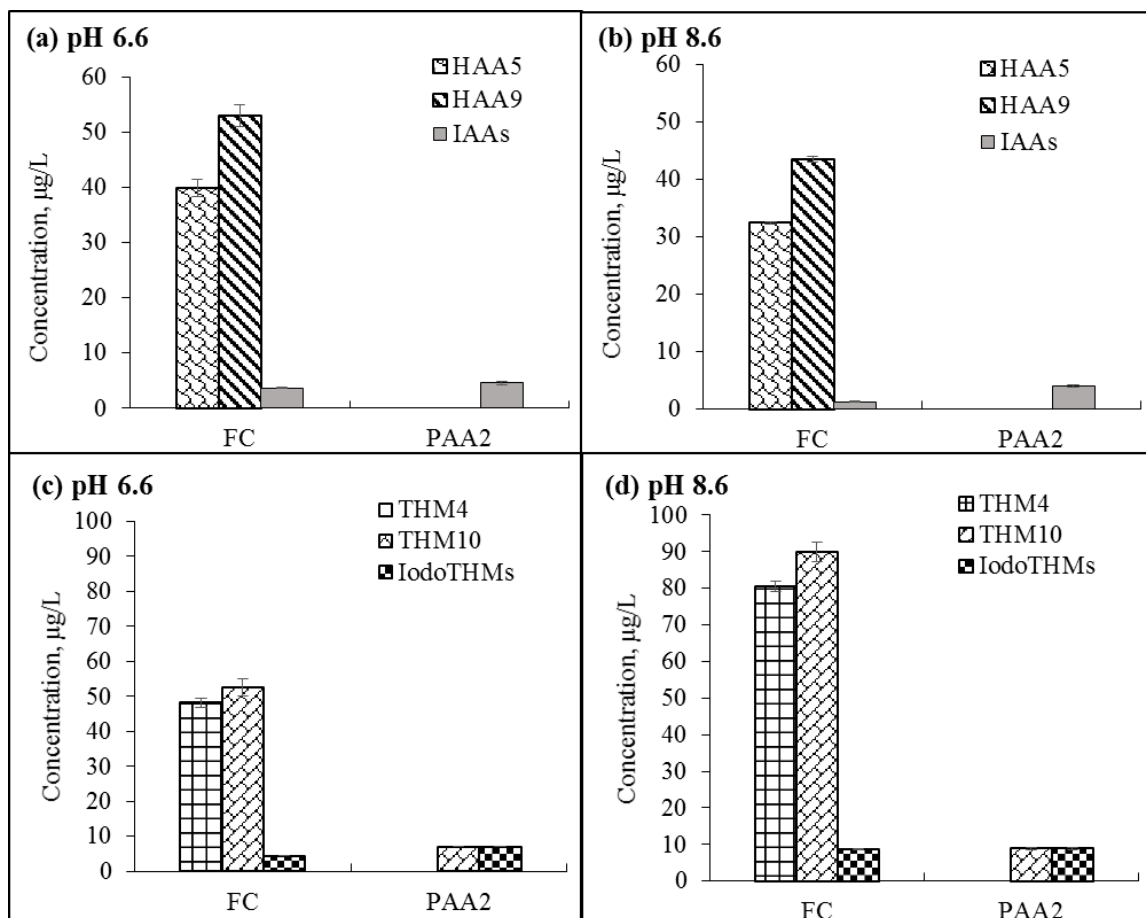 (a) pH 6.6
HAA5
HAA9
IAAs
Concentration, µg/L
60
50
40
30
20
10
0
FC
PAA2
(b) pH 8.6
HAA5
HAA9
IAAs
Concentration, µg/L
60
50
40
30
20
10
0
FC
PAA2
(c) pH 6.6
THM4
THM10
IodoTHMs
Concentration, µg/L
100
90
80
70
60
50
40
30
20
10
0
FC
PAA2
(d) pH 8.6
THM4
THM10
IodoTHMs
Concentration, µg/L
100
90
80
70
60
50
40
30
20
10
0
FC
PAA2